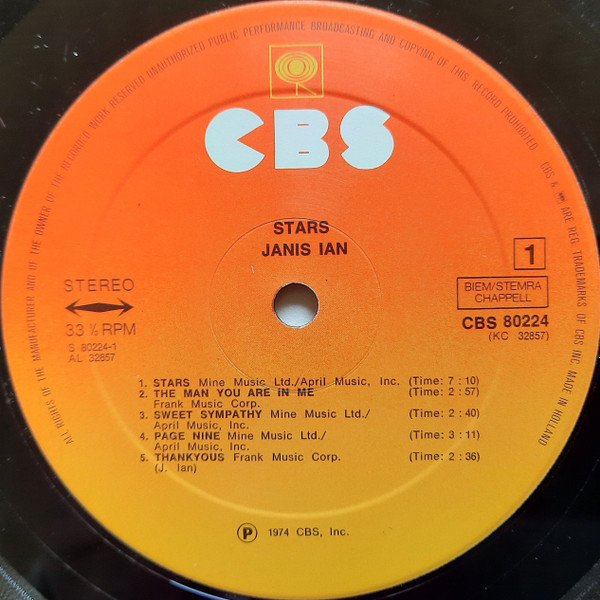 ALL RIGHTS OF THE MANUFACTURER AND OF THE OWNER OF THE RECORDED WORK RESERVED UNAUTHORIZED PUBLIC PERFORMANCE BROADCASTING AND COPYING OF THIS RECORD PROHIBITED CBS & ARE REG. TRADEMARKS OF CBS INC. MADE IN HOLLAND
CBS
STARS
JANIS IAN
1
STEREO
BIEM/STEMRA
CHAPPELL
33 ⅓ RPM
CBS 80224
(KC 32857)
S 80224-1
AL 32857
1. STARS Mine Music Ltd./April Music, Inc. (Time: 7 : 10)
2. THE MAN YOU ARE IN ME (Time: 2 : 57)
Frank Music Corp.
3. SWEET SYMPATHY Mine Music Ltd./ (Time: 2 : 40)
April Music, Inc.
4. PAGE NINE Mine Music Ltd./ (Time: 3 : 11)
April Music, Inc.
5. THANKYOUS Frank Music Corp. (Time: 2 : 36)
(J. Ian)
℗ 1974 CBS, Inc.